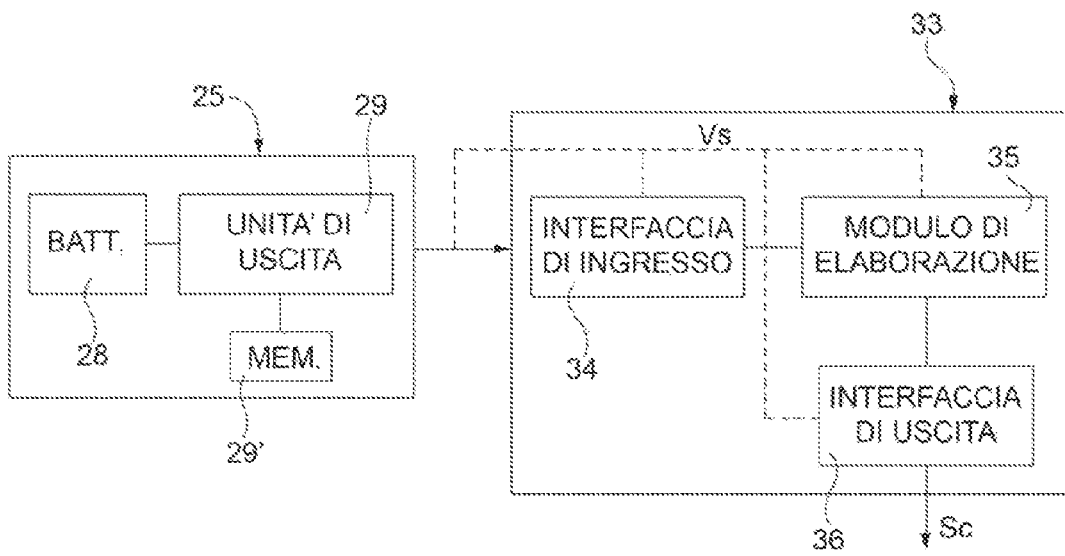 33
25
29
Vs
35
BATT.
UNITA' DI
USCITA
INTERFACCIA
DI INGRESSO
MODULO DI
ELABORAZIONE
28
MEM.
34
29'
INTERFACCIA
DI USCITA
36
Sc